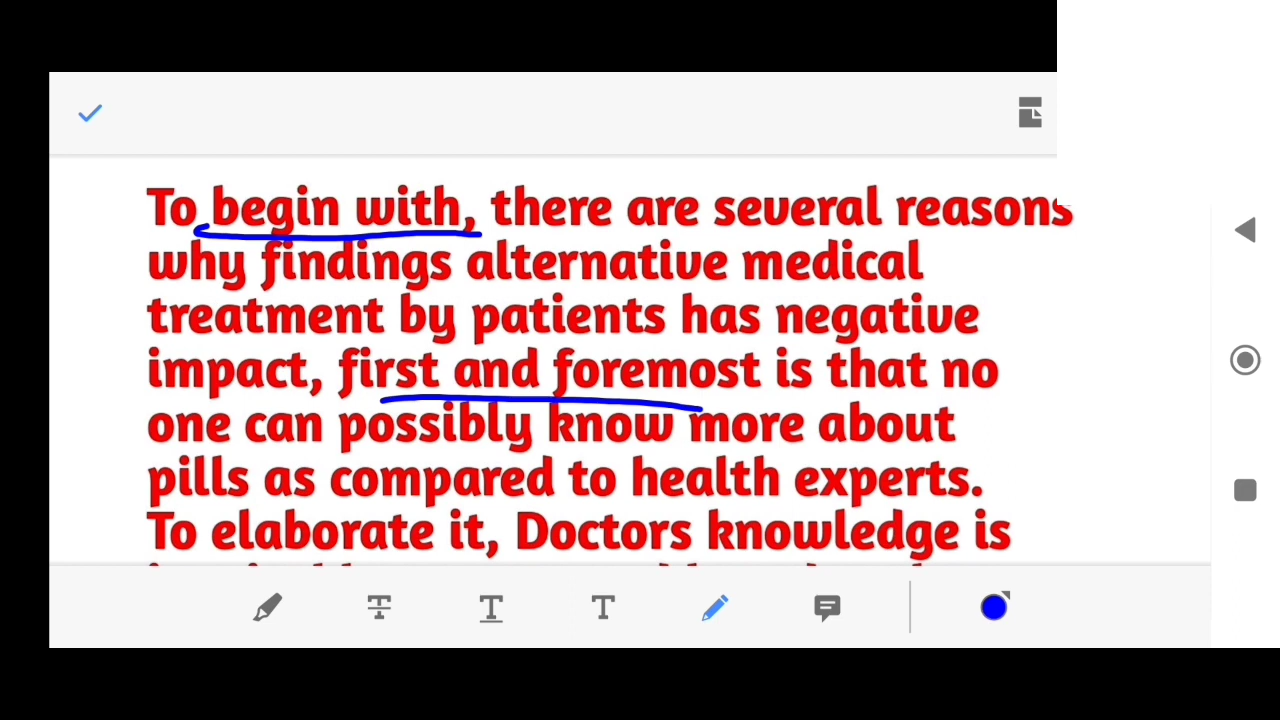 To begin with, there are several reasons
why findings alternative medical
treatment by patients has negative
impact, first and foremost is that no
one can possibly know more about
pills as compared to health experts.
To elaborate it, Doctors knowledge is